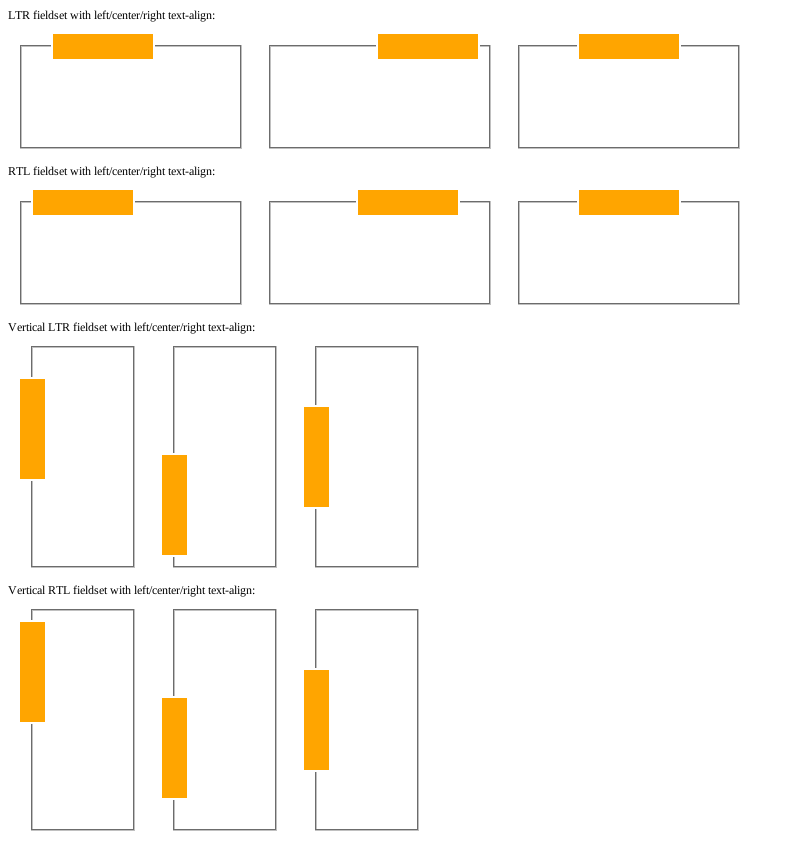 LTR fieldset with left/center/right text-align:
RTL fieldset with left/center/right text-align:
Vertical LTR fieldset with left/center/right text-align:
Vertical RTL fieldset with left/center/right text-align: